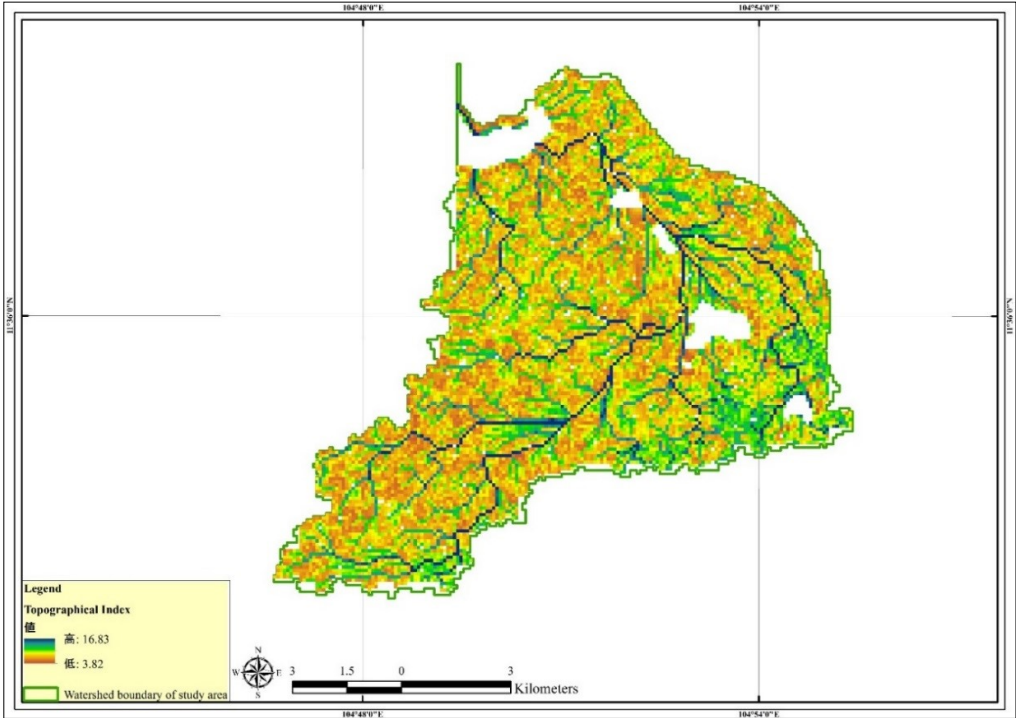 104°48'0"E 104°54'0"E
11°36'0"N 11°36'0"N
Legend
Topographical Index
值
高: 16.83
低: 3.82
Watershed boundary of study area
N
W E
S
3 1.5 0 3
Kilometers
104°48'0"E 104°54'0"E